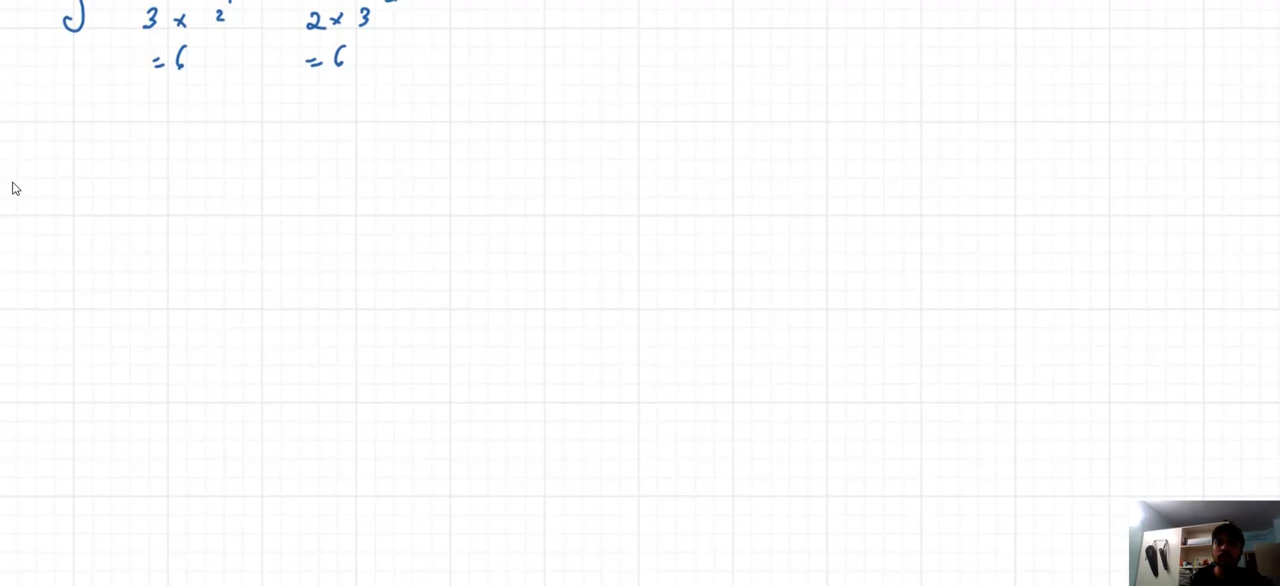 3 × 2 2 × 3
= 6 = 6